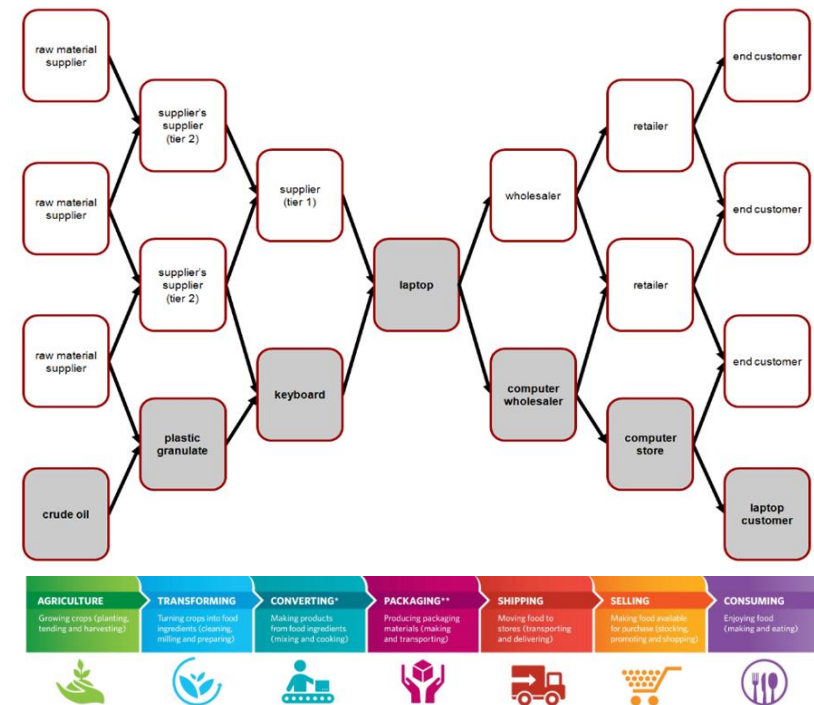 raw material
supplier
raw material
supplier
raw material
supplier
crude oil
supplier's
supplier
(tier 2)
supplier's
supplier
(tier 2)
plastic
granulate
supplier
(tier 1)
keyboard
laptop
wholesaler
computer
wholesaler
retailer
retailer
computer
store
end customer
end customer
end customer
laptop
customer
AGRICULTURE
Growing crops (planting,
tending and harvesting)
TRANSFORMING
Turning crops into food
ingredients (cleaning,
milling and preparing)
CONVERTING*
Making products
from food ingredients
(mixing and cooking)
PACKAGING**
Producing packaging
materials (making
and transporting)
SHIPPING
Moving food to
stores (transporting
and delivering)
SELLING
Making food available
for purchase (stocking,
promoting and shopping)
CONSUMING
Enjoying food
(making and eating)